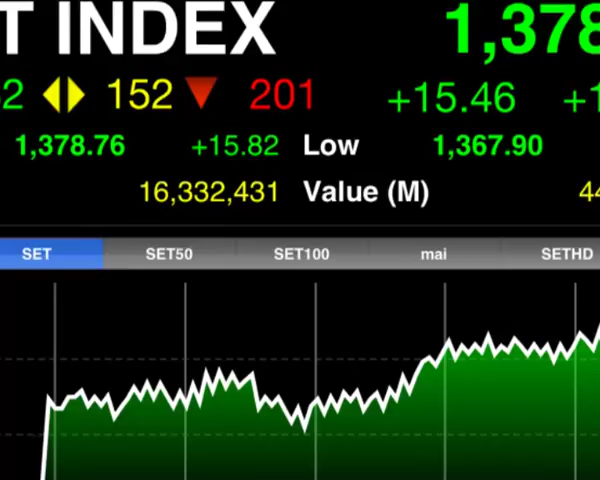 T INDEX 1,378
2 152 201 +15.46 +1
1,378.76 +15.82 Low 1,367.90
16,332,431 Value (M) 44
SET SET50 SET100 mai SETHD